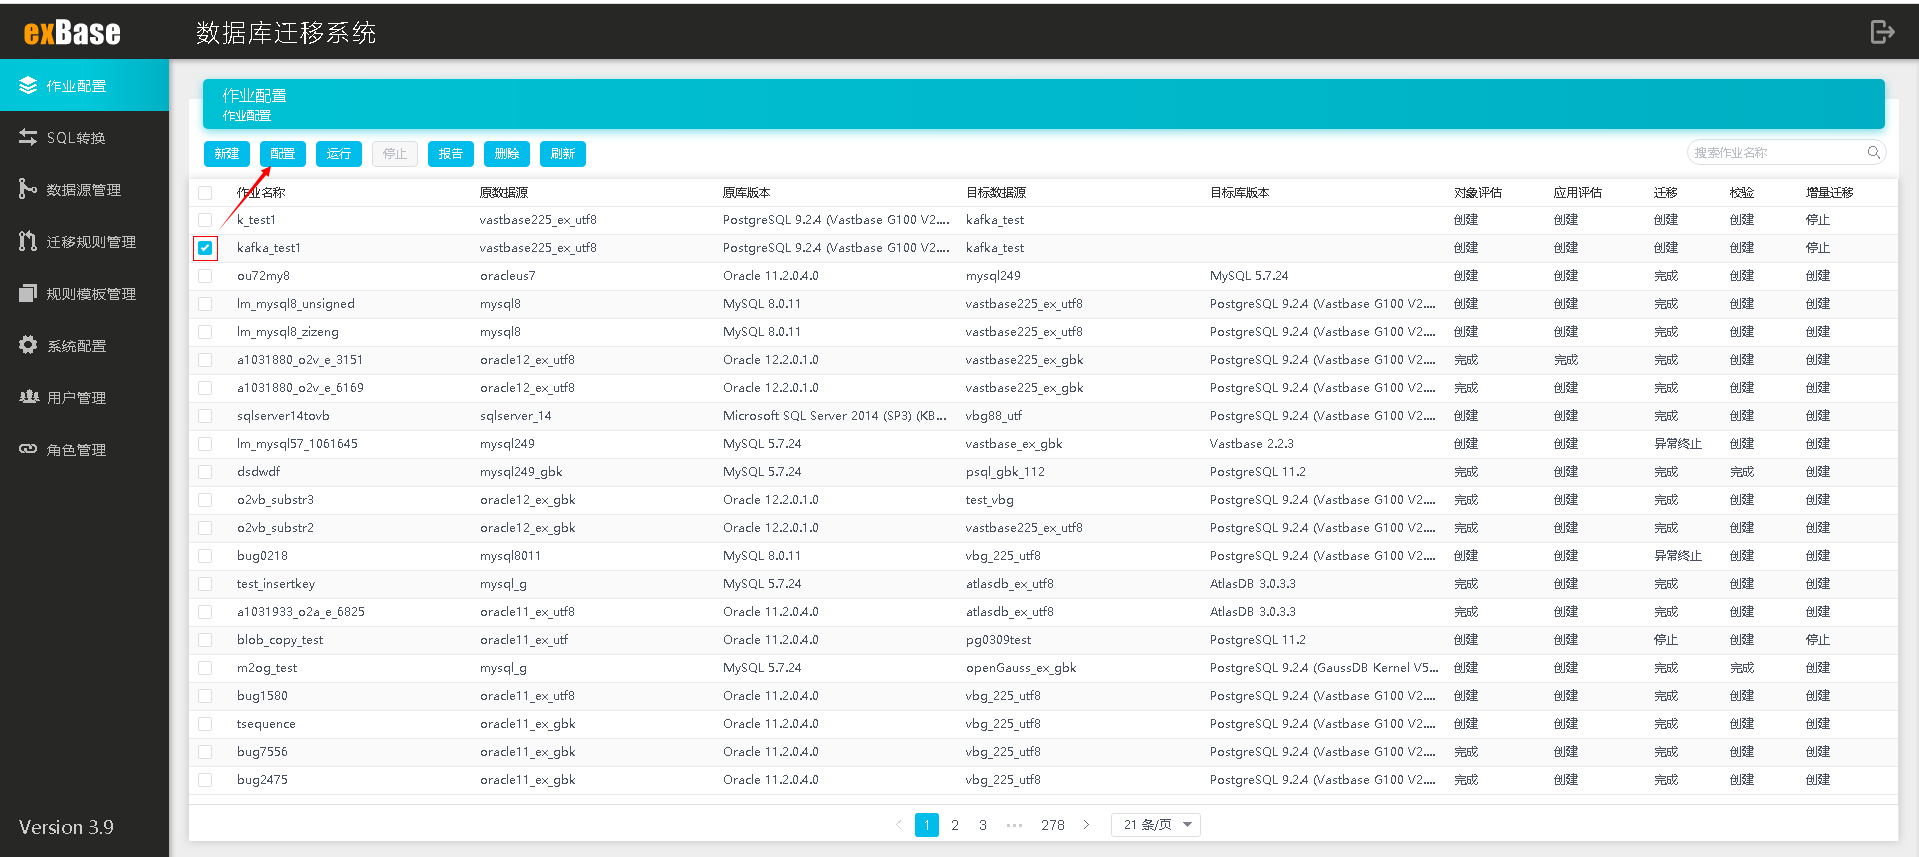 exBase 数据库迁移系统
作业配置
SQL转换
数据源管理
迁移规则管理
规则模板管理
系统配置
用户管理
角色管理
Version 3.9
作业配置
作业配置
新建 配置 运行 停止 报告 删除 刷新 搜索作业名称
作业名称 原数据源 原库版本 目标数据源 目标库版本 对象评估 应用评估 迁移 校验 增量迁移
k_test1 vastbase225_ex_utf8 PostgreSQL 9.2.4 (Vastbase G100 V2.... kafka_test 创建 创建 创建 创建 停止
kafka_test1 vastbase225_ex_utf8 PostgreSQL 9.2.4 (Vastbase G100 V2.... kafka_test 创建 创建 创建 创建 停止
ou72my8 oracleus7 Oracle 11.2.0.4.0 mysql249 MySQL 5.7.24 创建 创建 完成 创建 创建
lm_mysql8_unsigned mysql8 MySQL 8.0.11 vastbase225_ex_utf8 PostgreSQL 9.2.4 (Vastbase G100 V2.... 创建 创建 完成 创建 创建
lm_mysql8_zizeng mysql8 MySQL 8.0.11 vastbase225_ex_utf8 PostgreSQL 9.2.4 (Vastbase G100 V2.... 创建 创建 完成 创建 创建
a1031880_o2v_e_3151 oracle12_ex_utf8 Oracle 12.2.0.1.0 vastbase225_ex_gbk PostgreSQL 9.2.4 (Vastbase G100 V2.... 完成 完成 完成 创建 创建
a1031880_o2v_e_6169 oracle12_ex_utf8 Oracle 12.2.0.1.0 vastbase225_ex_gbk PostgreSQL 9.2.4 (Vastbase G100 V2.... 完成 创建 完成 创建 创建
sqlserver14tovb sqlserver_14 Microsoft SQL Server 2014 (SP3) (KB... vbg88_utf PostgreSQL 9.2.4 (Vastbase G100 V2.... 完成 创建 完成 创建 创建
lm_mysql57_1061645 mysql249 MySQL 5.7.24 vastbase_ex_gbk Vastbase 2.2.3 创建 创建 异常终止 创建 创建
dsdwdf mysql249_gbk MySQL 5.7.24 psql_gbk_112 PostgreSQL 11.2 完成 创建 完成 完成 创建
o2vb_substr3 oracle12_ex_gbk Oracle 12.2.0.1.0 test_vbg PostgreSQL 9.2.4 (Vastbase G100 V2.... 完成 创建 完成 创建 创建
o2vb_substr2 oracle12_ex_gbk Oracle 12.2.0.1.0 vastbase225_ex_utf8 PostgreSQL 9.2.4 (Vastbase G100 V2.... 完成 创建 完成 创建 创建
bug0218 mysql8011 MySQL 8.0.11 vbg_225_utf8 PostgreSQL 9.2.4 (Vastbase G100 V2.... 创建 创建 异常终止 创建 创建
test_insertkey mysql_g MySQL 5.7.24 atlasdb_ex_utf8 AtlasDB 3.0.3.3 完成 创建 完成 创建 创建
a1031933_o2a_e_6825 oracle11_ex_utf8 Oracle 11.2.0.4.0 atlasdb_ex_utf8 AtlasDB 3.0.3.3 完成 创建 完成 创建 创建
blob_copy_test oracle11_ex_utf Oracle 11.2.0.4.0 pg0309test PostgreSQL 11.2 创建 创建 停止 创建 停止
m2og_test mysql_g MySQL 5.7.24 openGauss_ex_gbk PostgreSQL 9.2.4 (GaussDB Kernel V5... 创建 创建 完成 完成 创建
bug1580 oracle11_ex_utf8 Oracle 11.2.0.4.0 vbg_225_utf8 PostgreSQL 9.2.4 (Vastbase G100 V2.... 创建 创建 完成 创建 创建
tsequence oracle11_ex_gbk Oracle 11.2.0.4.0 vbg_225_utf8 PostgreSQL 9.2.4 (Vastbase G100 V2.... 创建 创建 完成 创建 创建
bug7556 oracle11_ex_gbk Oracle 11.2.0.4.0 vbg_225_utf8 PostgreSQL 9.2.4 (Vastbase G100 V2.... 完成 创建 完成 创建 创建
bug2475 oracle11_ex_gbk Oracle 11.2.0.4.0 vbg_225_utf8 PostgreSQL 9.2.4 (Vastbase G100 V2.... 完成 创建 完成 创建 创建
1 2 3 ... 278 21 条/页